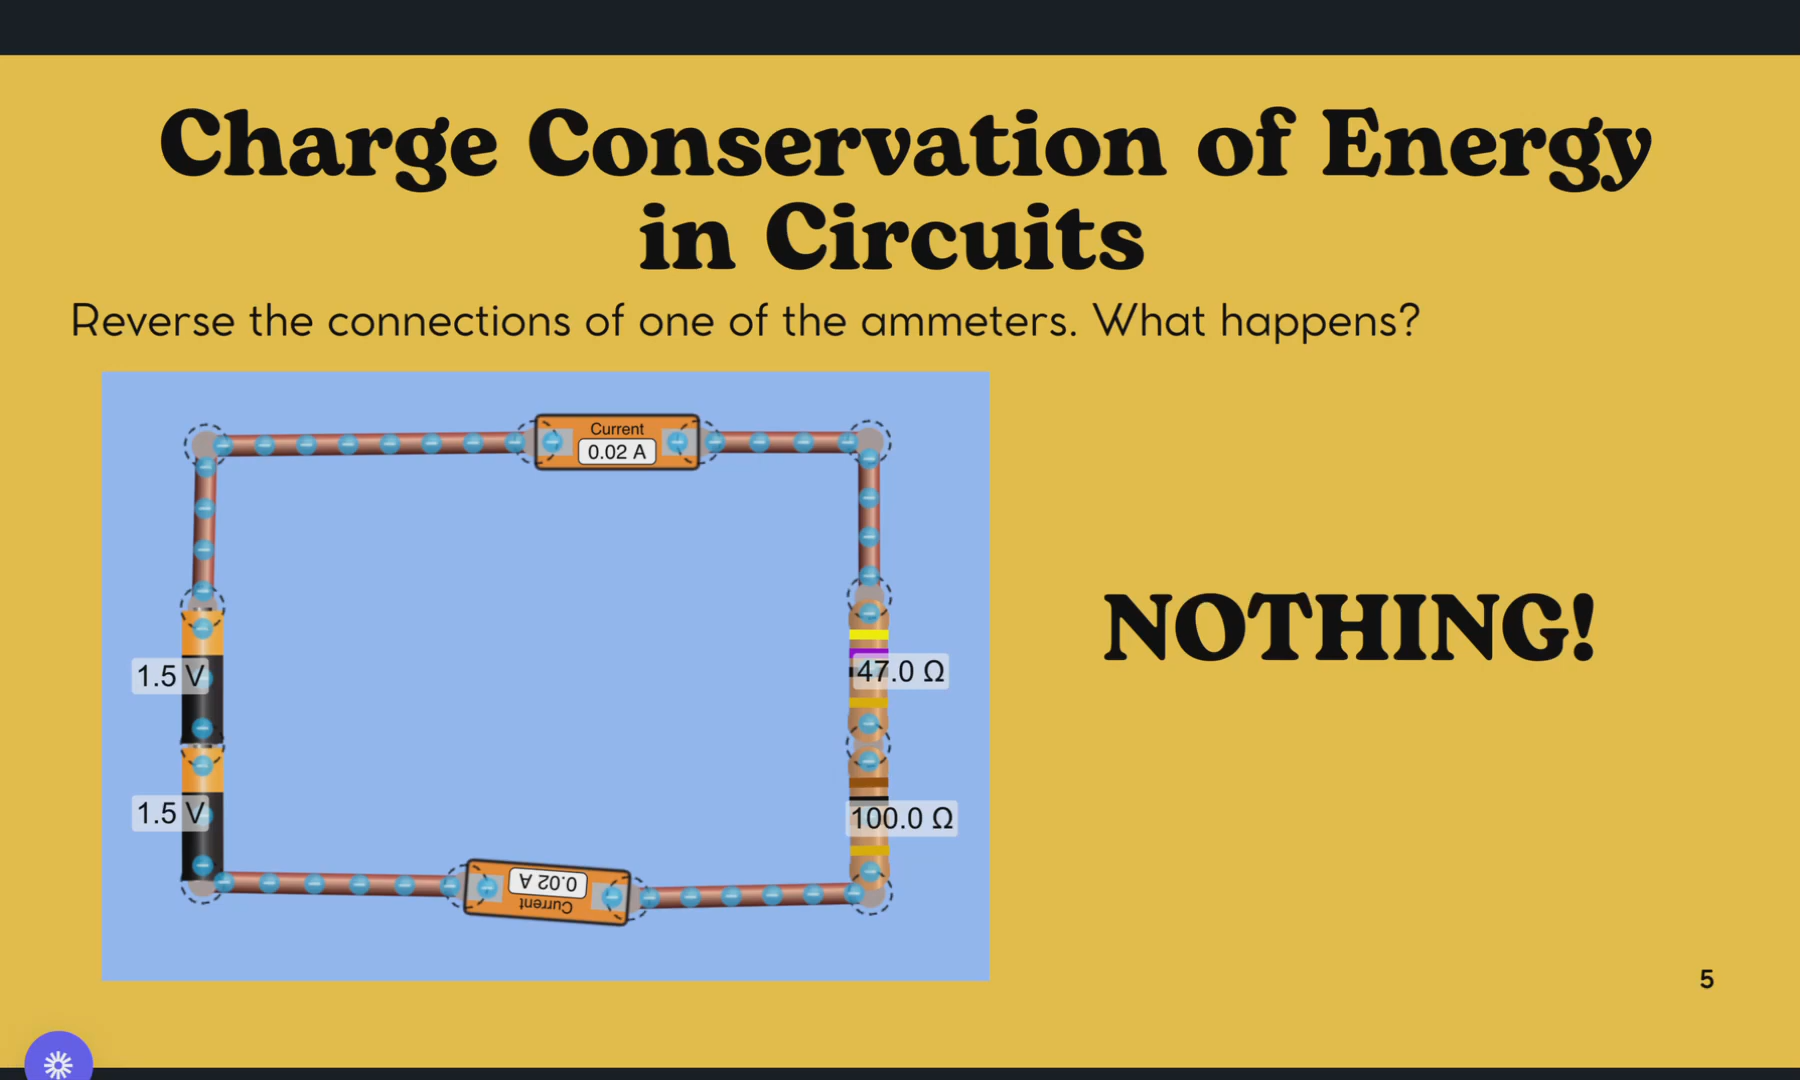 Charge Conservation of Energy
in Circuits
Reverse the connections of one of the ammeters. What happens?
Current
0.02 A
1.5 V
47.0 Ω
NOTHING!
1.5 V
100.0 Ω
0.02 A
Current
5